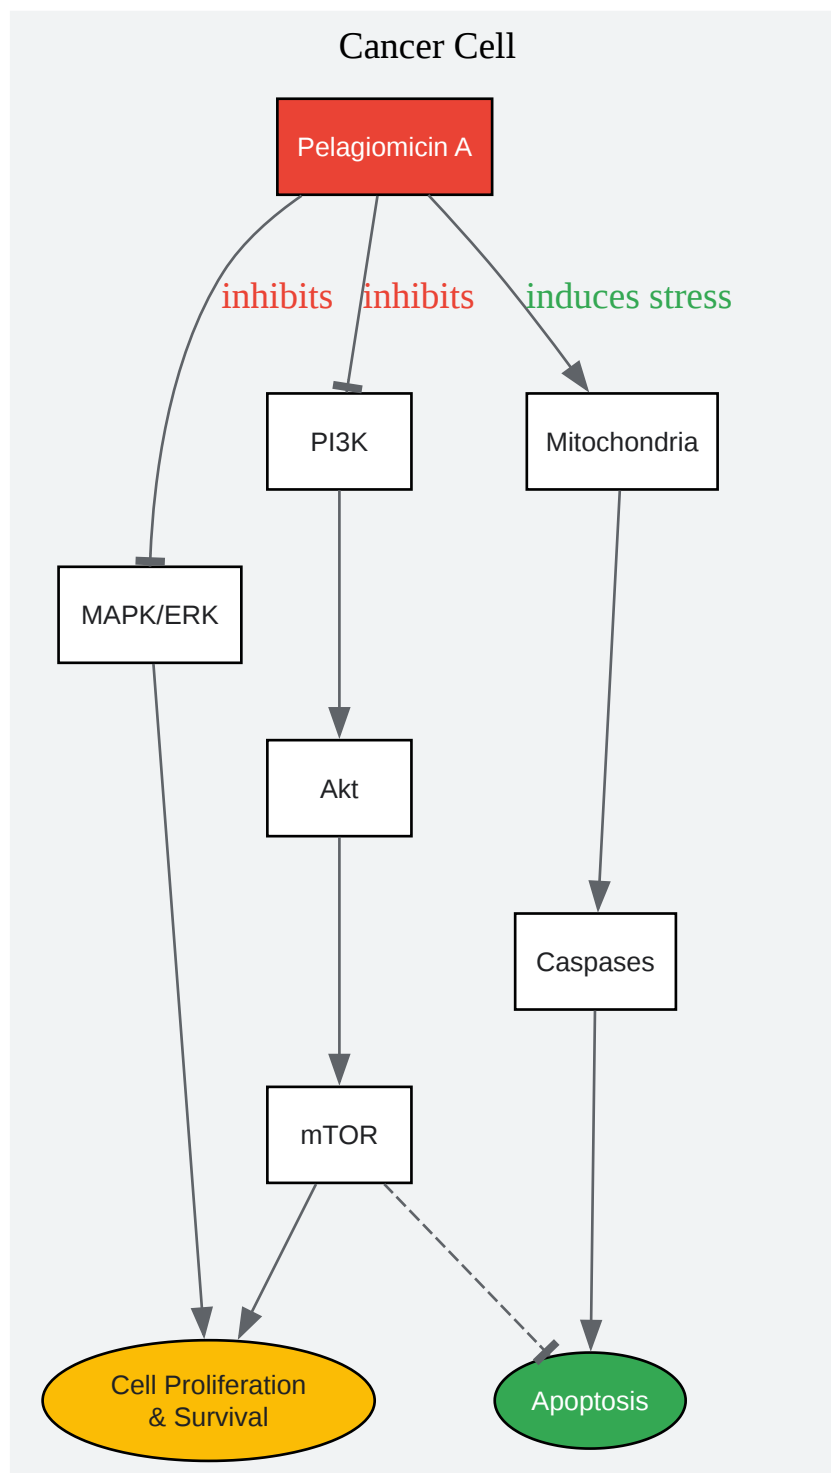 Cancer Cell
Pelagiomicin A
inhibits
inhibits
induces stress
PI3K
Mitochondria
MAPK/ERK
Akt
Caspases
mTOR
Cell Proliferation
& Survival
Apoptosis